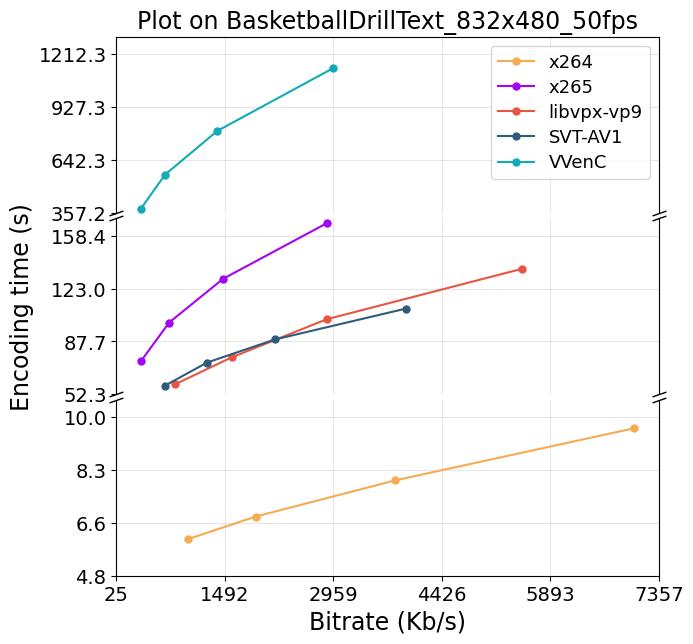 Plot on BasketballDrillText_832x480_50fps
x264
x265
libvpx-vp9
SVT-AV1
VVenC
1212.3
927.3
642.3
357.2
158.4
123.0
87.7
52.3
10.0
8.3
6.6
4.8
Encoding time (s)
25 1492 2959 4426 5893 7357
Bitrate (Kb/s)